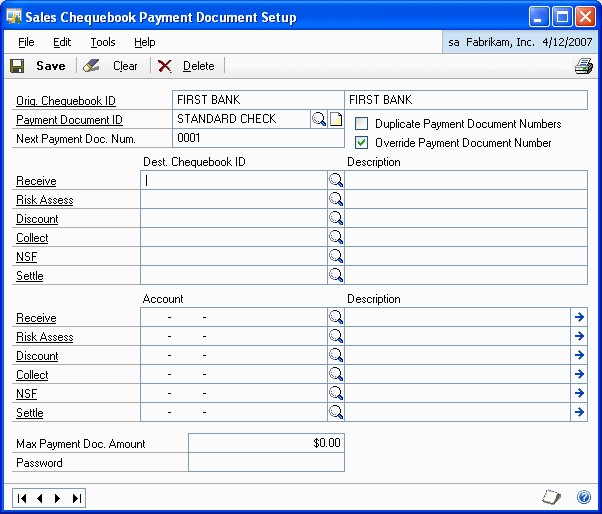 Sales Chequebook Payment Document Setup
File Edit Tools Help sa Fabrikam, Inc. 4/12/2007
Save Clear Delete
Orig. Chequebook ID FIRST BANK FIRST BANK
Payment Document ID STANDARD CHECK Duplicate Payment Document Numbers
Next Payment Doc. Num. 0001 Override Payment Document Number
Dest. Chequebook ID Description
Receive
Risk Assess
Discount
Collect
NSF
Settle
Account Description
Receive - -
Risk Assess - -
Discount - -
Collect - -
NSF - -
Settle - -
Max Payment Doc. Amount $0.00
Password